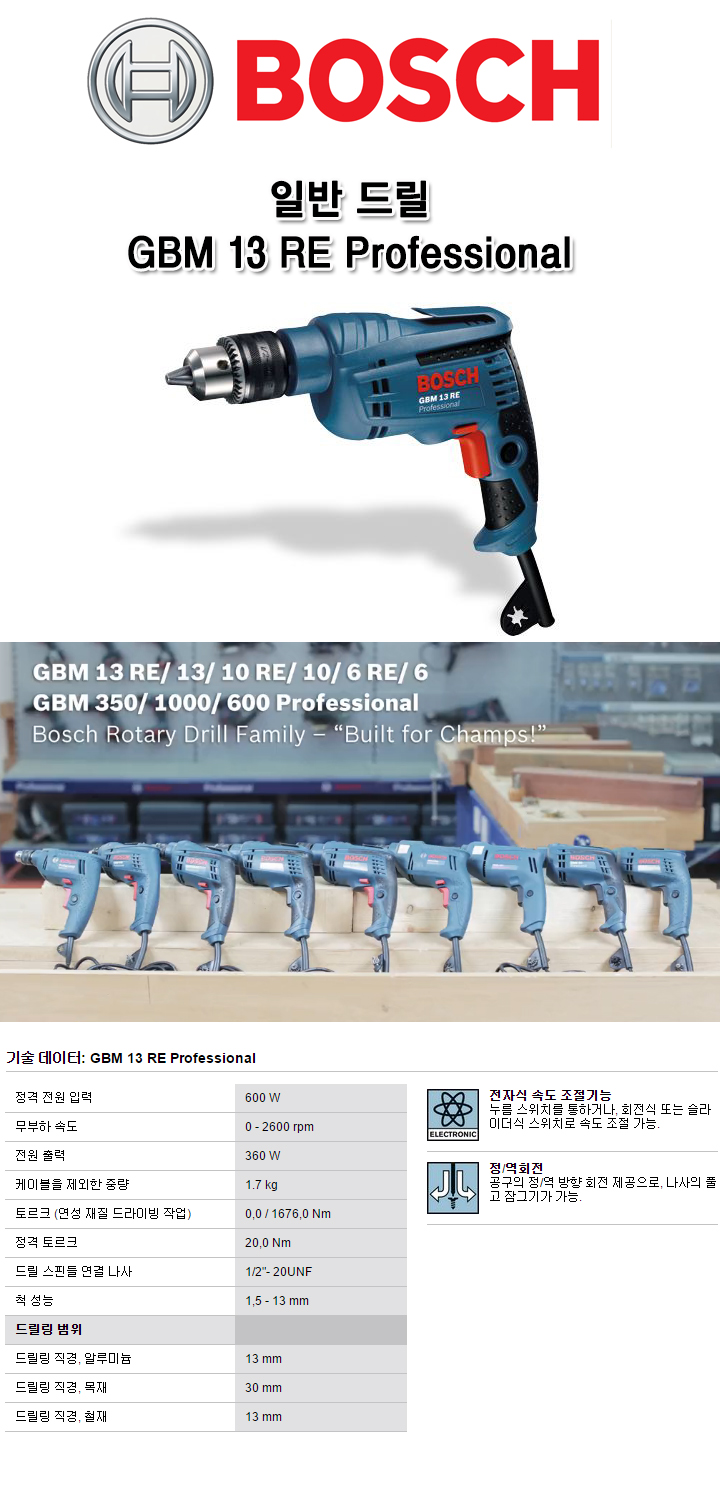 BOSCH
일반 드릴
GBM 13 RE Professional
BOSCH
GBM 13 RE
Professional
GBM 13 RE/ 13/ 10 RE/ 10/ 6 RE/ 6
GBM 350/ 1000/ 600 Professional
Bosch Rotary Drill Family – “Built for Champs!”
BOSCH
BOSCH
BOSCH
BOSCH
BOSCH
BOSCH
BOSCH
BOSCH
BOSCH
기술 데이터: GBM 13 RE Professional
정격 전원 입력 600 W
무부하 속도 0 - 2600 rpm
전원 출력 360 W
케이블을 제외한 중량 1.7 kg
토르크 (연성 재질 드라이빙 작업) 0,0 / 1676,0 Nm
정격 토르크 20,0 Nm
드릴 스핀들 연결 나사 1/2"- 20UNF
척 성능 1,5 - 13 mm
드릴링 범위
드릴링 직경, 알루미늄 13 mm
드릴링 직경, 목재 30 mm
드릴링 직경, 철재 13 mm
ELECTRONIC
전자식 속도 조절기능
누름 스위치를 통하거나, 회전식 또는 슬라
이더식 스위치로 속도 조절 가능.
정/역회전
공구의 정/역 방향 회전 제공으로, 나사의 풀
고 잠그기가 가능.